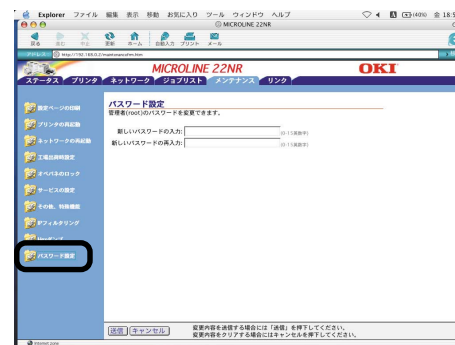 Explorer ファイル 編集 表示 移動 お気に入り ツール ウィンドウ ヘルプ (40%) 金 18:5
MICROLINE 22NR
戻る 進む 中止 更新 ホーム 自動入力 プリント メール
MICROLINE 22NR OKI
ステータス プリンタ ネットワーク ジョブリスト メンテナンス リンク
設定ページの印刷
プリンタの再起動
ネットワークの再起動
工場出荷時設定
オペパネのロック
サービスの設定
その他、特殊機能
IPフィルタリング
パスワード設定
パスワード設定
管理者(root)のパスワードを変更できます。
新しいパスワードの入力: (0-15英数字)
新しいパスワードの再入力: (0-15英数字)
送信 キャンセル
変更内容を送信する場合には「送信」を押下してください。
変更内容をクリアする場合にはキャンセルを押下してください。
Internet zone